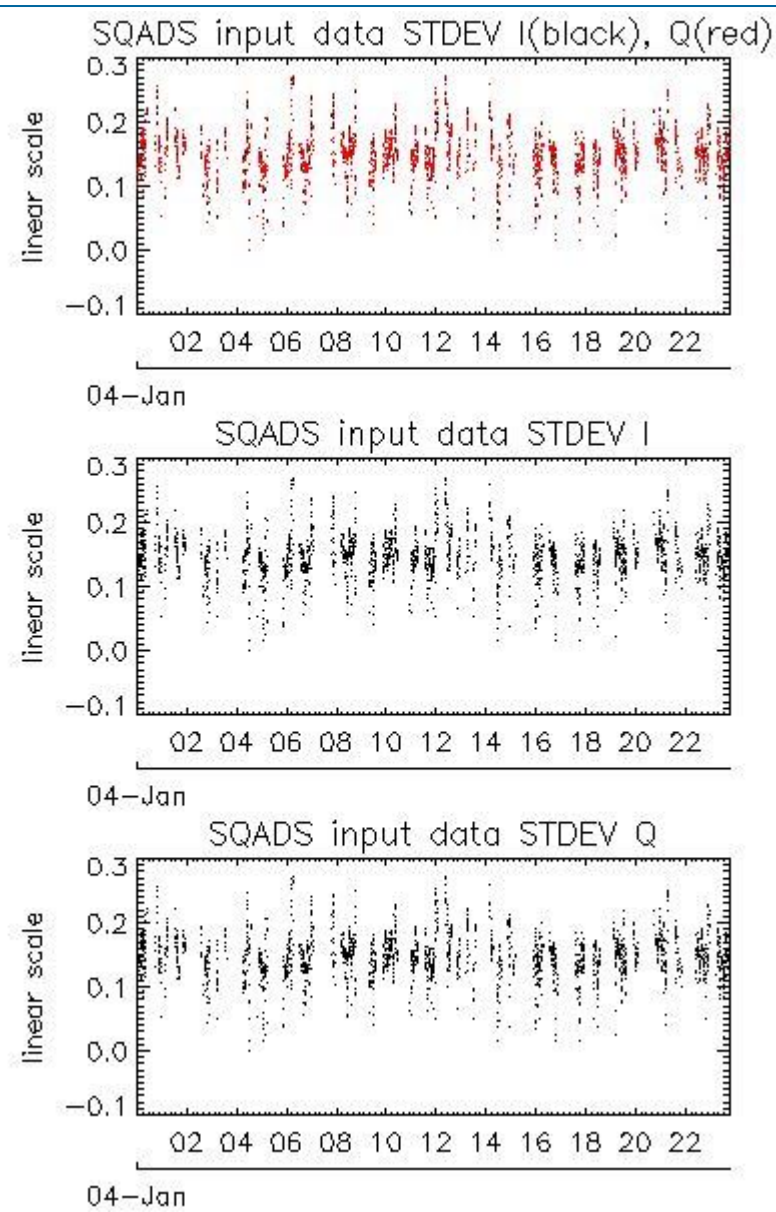 SQADS input data STDEV I(black), Q(red)
linear scale
0.3
0.2
0.1
0.0
−0.1
02 04 06 08 10 12 14 16 18 20 22
04−Jan
SQADS input data STDEV I
linear scale
0.3
0.2
0.1
0.0
−0.1
02 04 06 08 10 12 14 16 18 20 22
04−Jan
SQADS input data STDEV Q
linear scale
0.3
0.2
0.1
0.0
−0.1
02 04 06 08 10 12 14 16 18 20 22
04−Jan